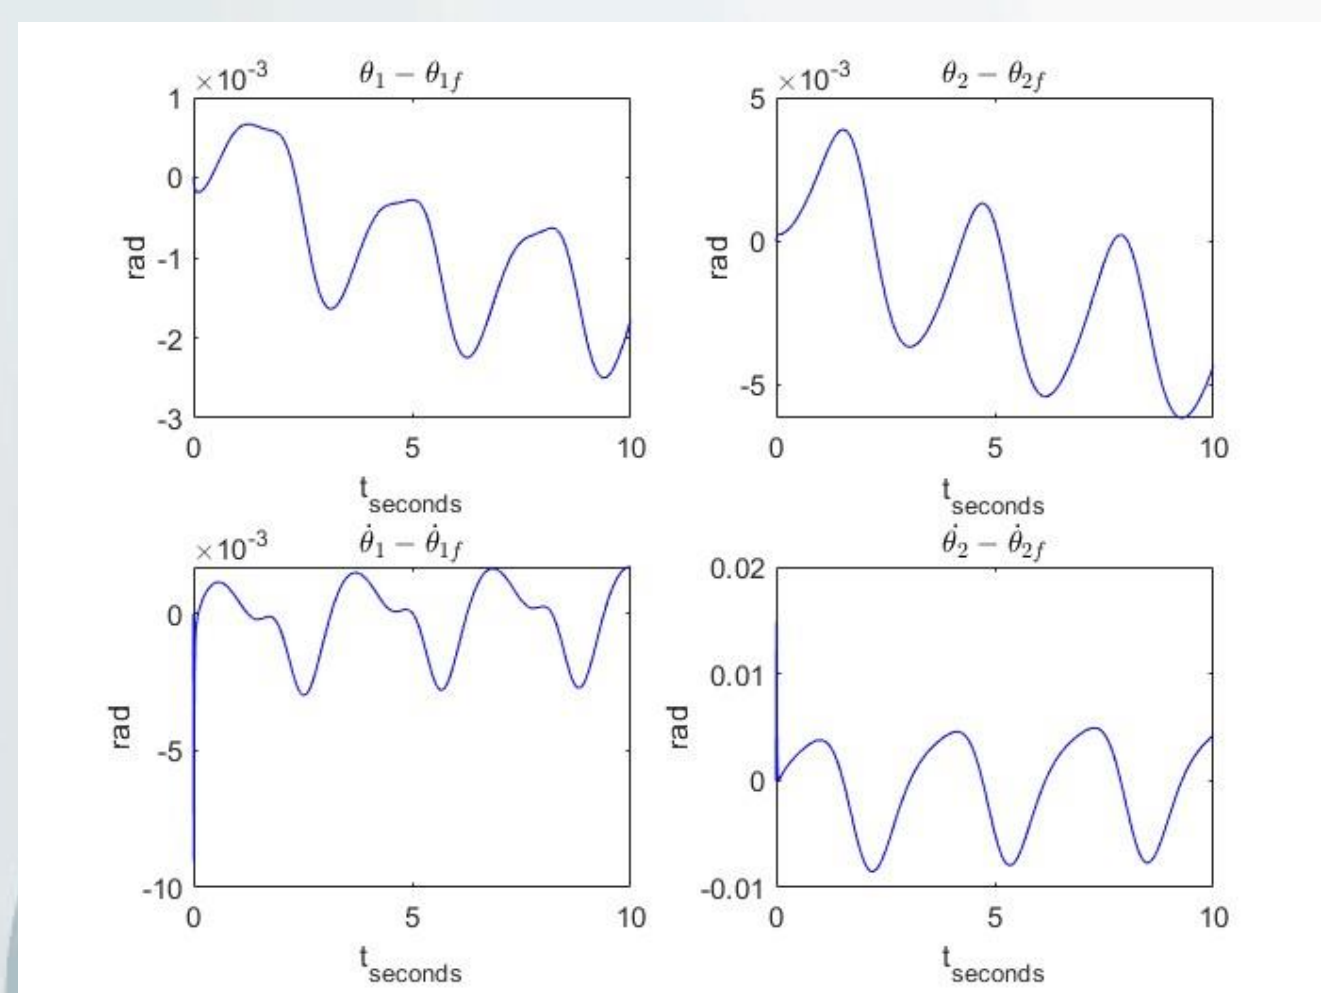 ×10⁻³ θ₁ − θ₁f
1
0
-1
-2
-3
rad
0 5 10
t_seconds
×10⁻³ θ₂ − θ₂f
5
0
-5
rad
0 5 10
t_seconds
×10⁻³ θ̇₁ − θ̇₁f
0
-5
-10
rad
0 5 10
t_seconds
θ̇₂ − θ̇₂f
0.02
0.01
0
-0.01
rad
0 5 10
t_seconds